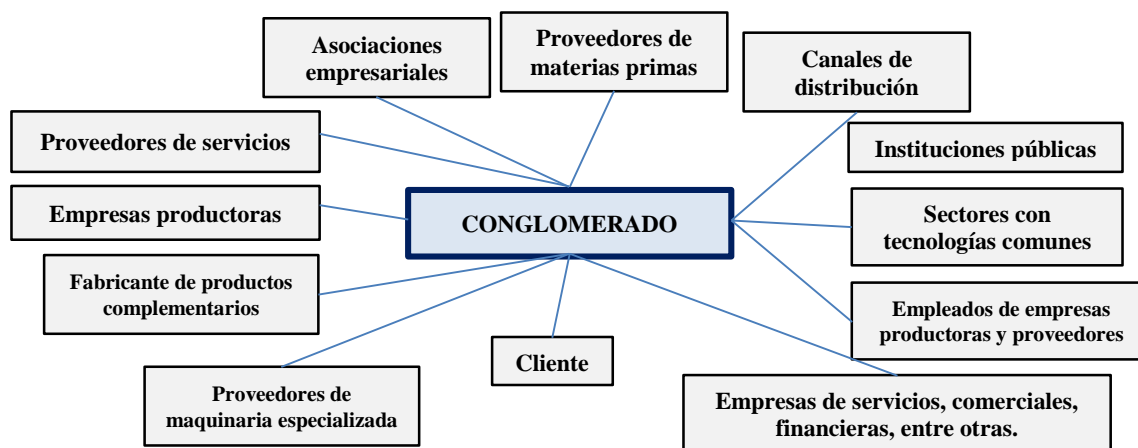 Asociaciones
empresariales
Proveedores de
materias primas
Canales de
distribución
Proveedores de servicios
Instituciones públicas
Empresas productoras
CONGLOMERADO
Sectores con
tecnologías comunes
Fabricante de productos
complementarios
Empleados de empresas
productoras y proveedores
Cliente
Proveedores de
maquinaria especializada
Empresas de servicios, comerciales,
financieras, entre otras.